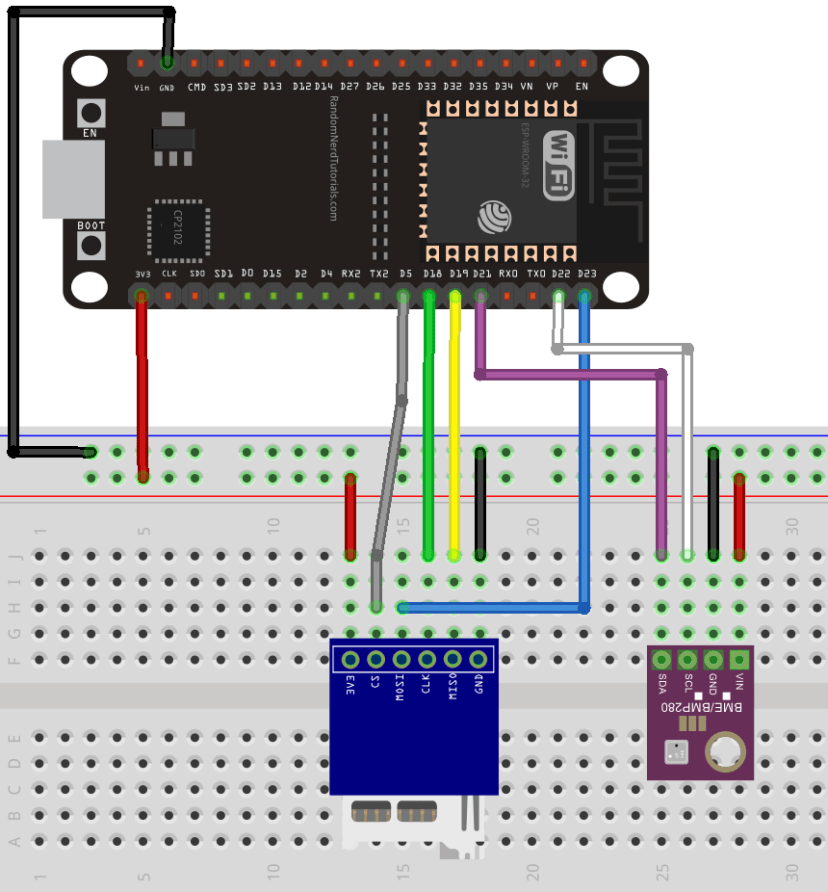 Vin GND CMD SD3 SD2 D13 D12 D14 D27 D26 D25 D33 D32 D35 D34 VN VP EN
EN
RandomNerdTutorials.com
ESP-WROOM-32
WiFi
CP2102
BOOT
3V3 CLK SD0 SD1 D0 D15 D2 D4 RX2 TX2 D5 D18 D19 D21 RX0 TX0 D22 D23
1 5 10 15 20 30
J
I
H
G
F
3V3 CS MOSI CLK MISO GND
SDA SCL GND VIN
BME/BMP280
E
D
C
B
A
1 5 10 15 20 25 30